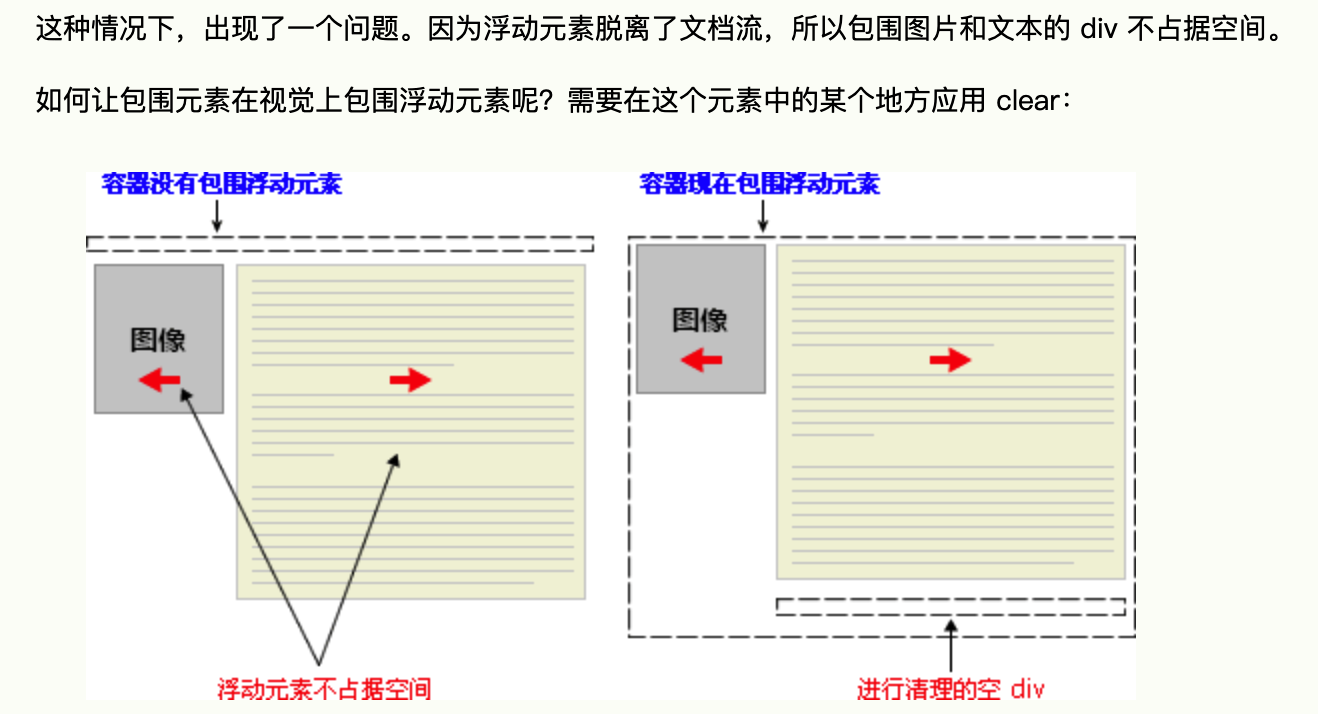 这种情况下，出现了一个问题。因为浮动元素脱离了文档流，所以包围图片和文本的 div 不占据空间。
如何让包围元素在视觉上包围浮动元素呢？需要在这个元素中的某个地方应用 clear：
容器没有包围浮动元素
容器现在包围浮动元素
图像
图像
浮动元素不占据空间
进行清理的空 div